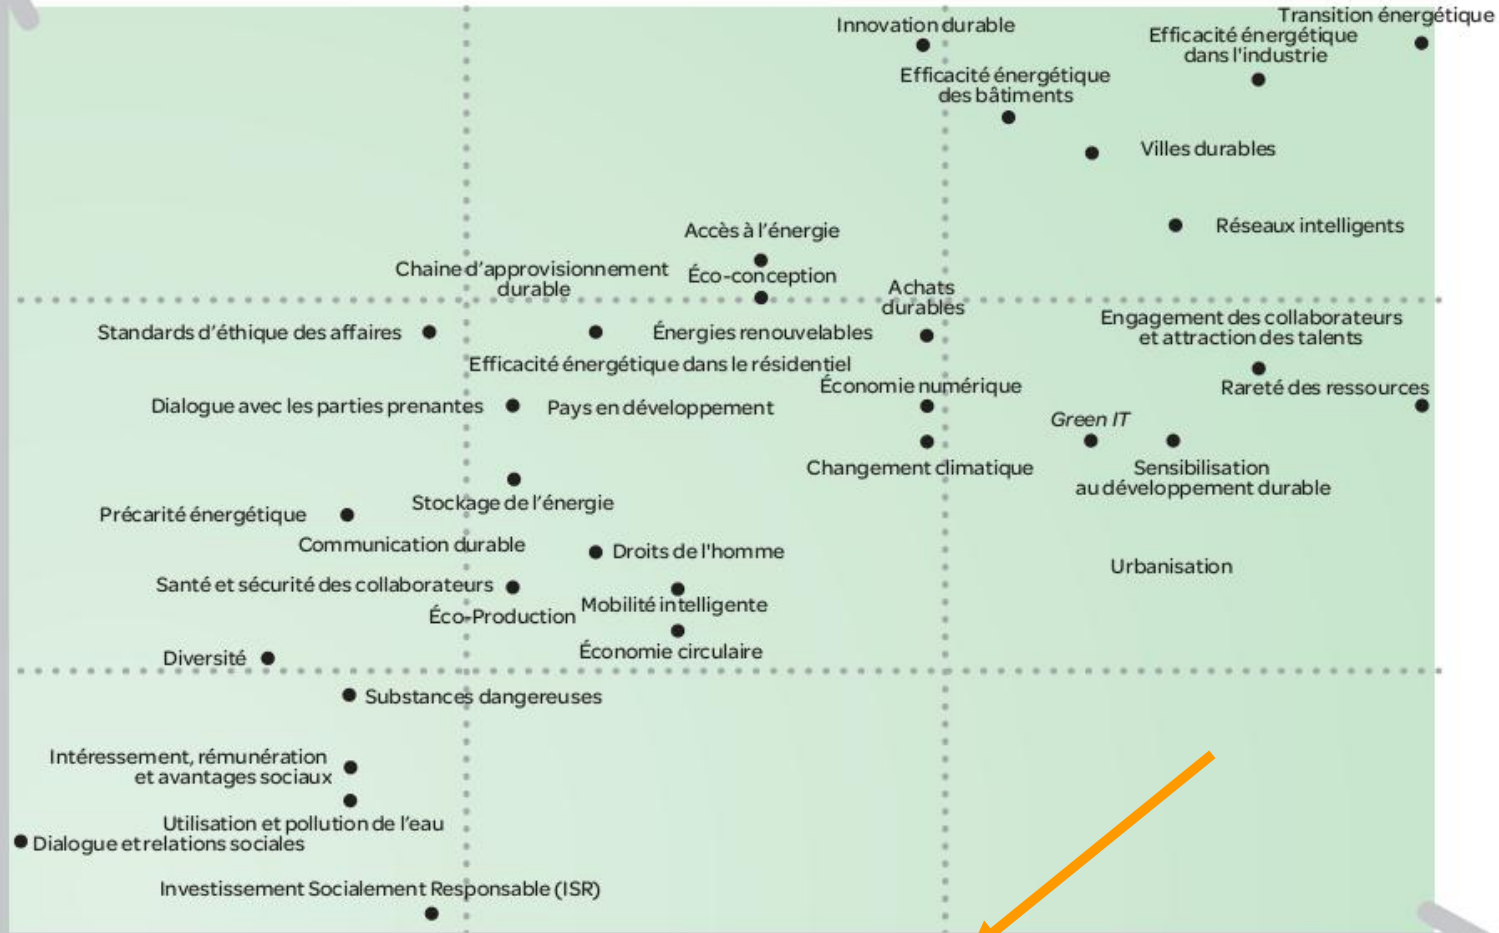 Transition énergétique
Innovation durable
Efficacité énergétique
dans l'industrie
Efficacité énergétique
des bâtiments
Villes durables
Réseaux intelligents
Accès à l’énergie
Chaine d’approvisionnement
durable
Éco-conception
Achats
durables
Engagement des collaborateurs
et attraction des talents
Standards d’éthique des affaires
Énergies renouvelables
Efficacité énergétique dans le résidentiel
Économie numérique
Rareté des ressources
Dialogue avec les parties prenantes
Pays en développement
Green IT
Changement climatique
Sensibilisation
au développement durable
Stockage de l’énergie
Précarité énergétique
Communication durable
Droits de l'homme
Urbanisation
Santé et sécurité des collaborateurs
Mobilité intelligente
Éco-Production
Économie circulaire
Diversité
Substances dangereuses
Intéressement, rémunération
et avantages sociaux
Utilisation et pollution de l’eau
Dialogue et relations sociales
Investissement Socialement Responsable (ISR)